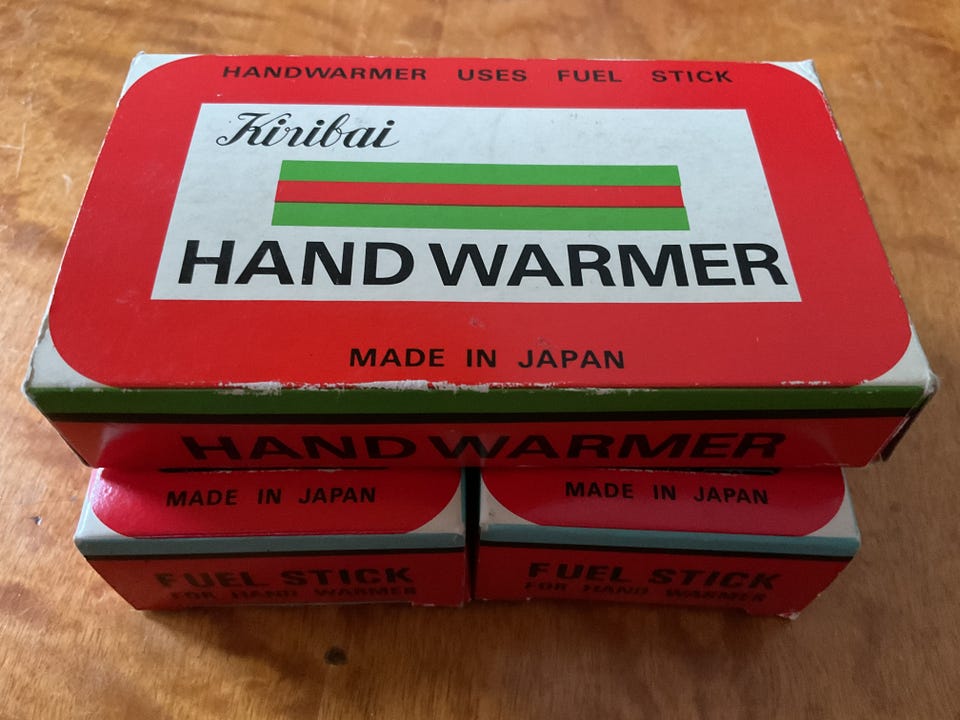 HANDWARMER USES FUEL STICK
Kiribai
HAND WARMER
MADE IN JAPAN
HAND WARMER
MADE IN JAPAN
FUEL STICK
FOR HAND WARMER
MADE IN JAPAN
FUEL STICK
FOR HAND WARMER